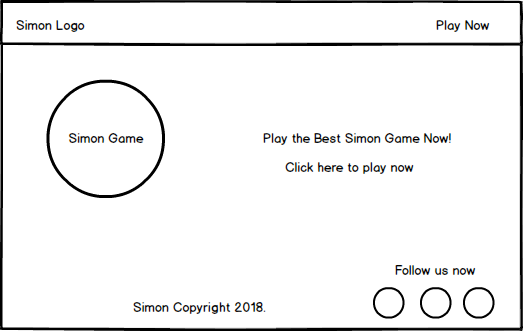 Simon Logo
Play Now
Simon Game
Play the Best Simon Game Now!
Click here to play now
Follow us now
Simon Copyright 2018.